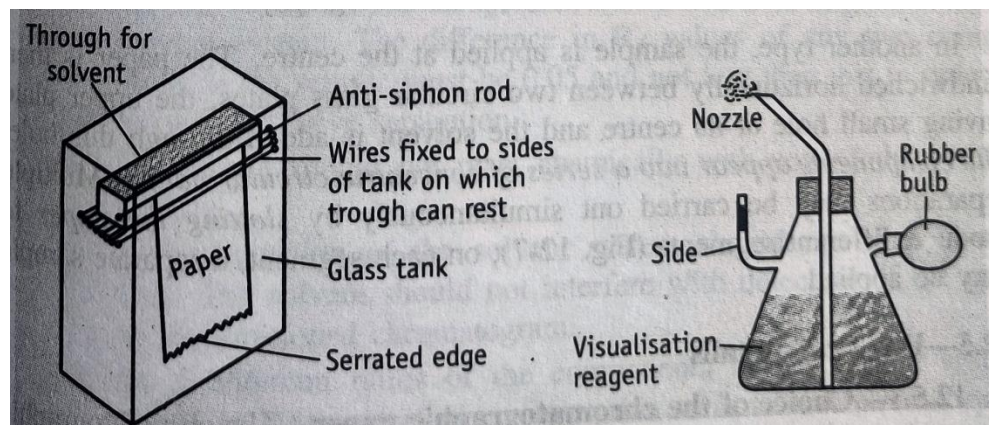 Through for
solvent
Anti-siphon rod
Wires fixed to sides
of tank on which
trough can rest
Paper
Glass tank
Serrated edge
Nozzle
Rubber
bulb
Side
Visualisation
reagent